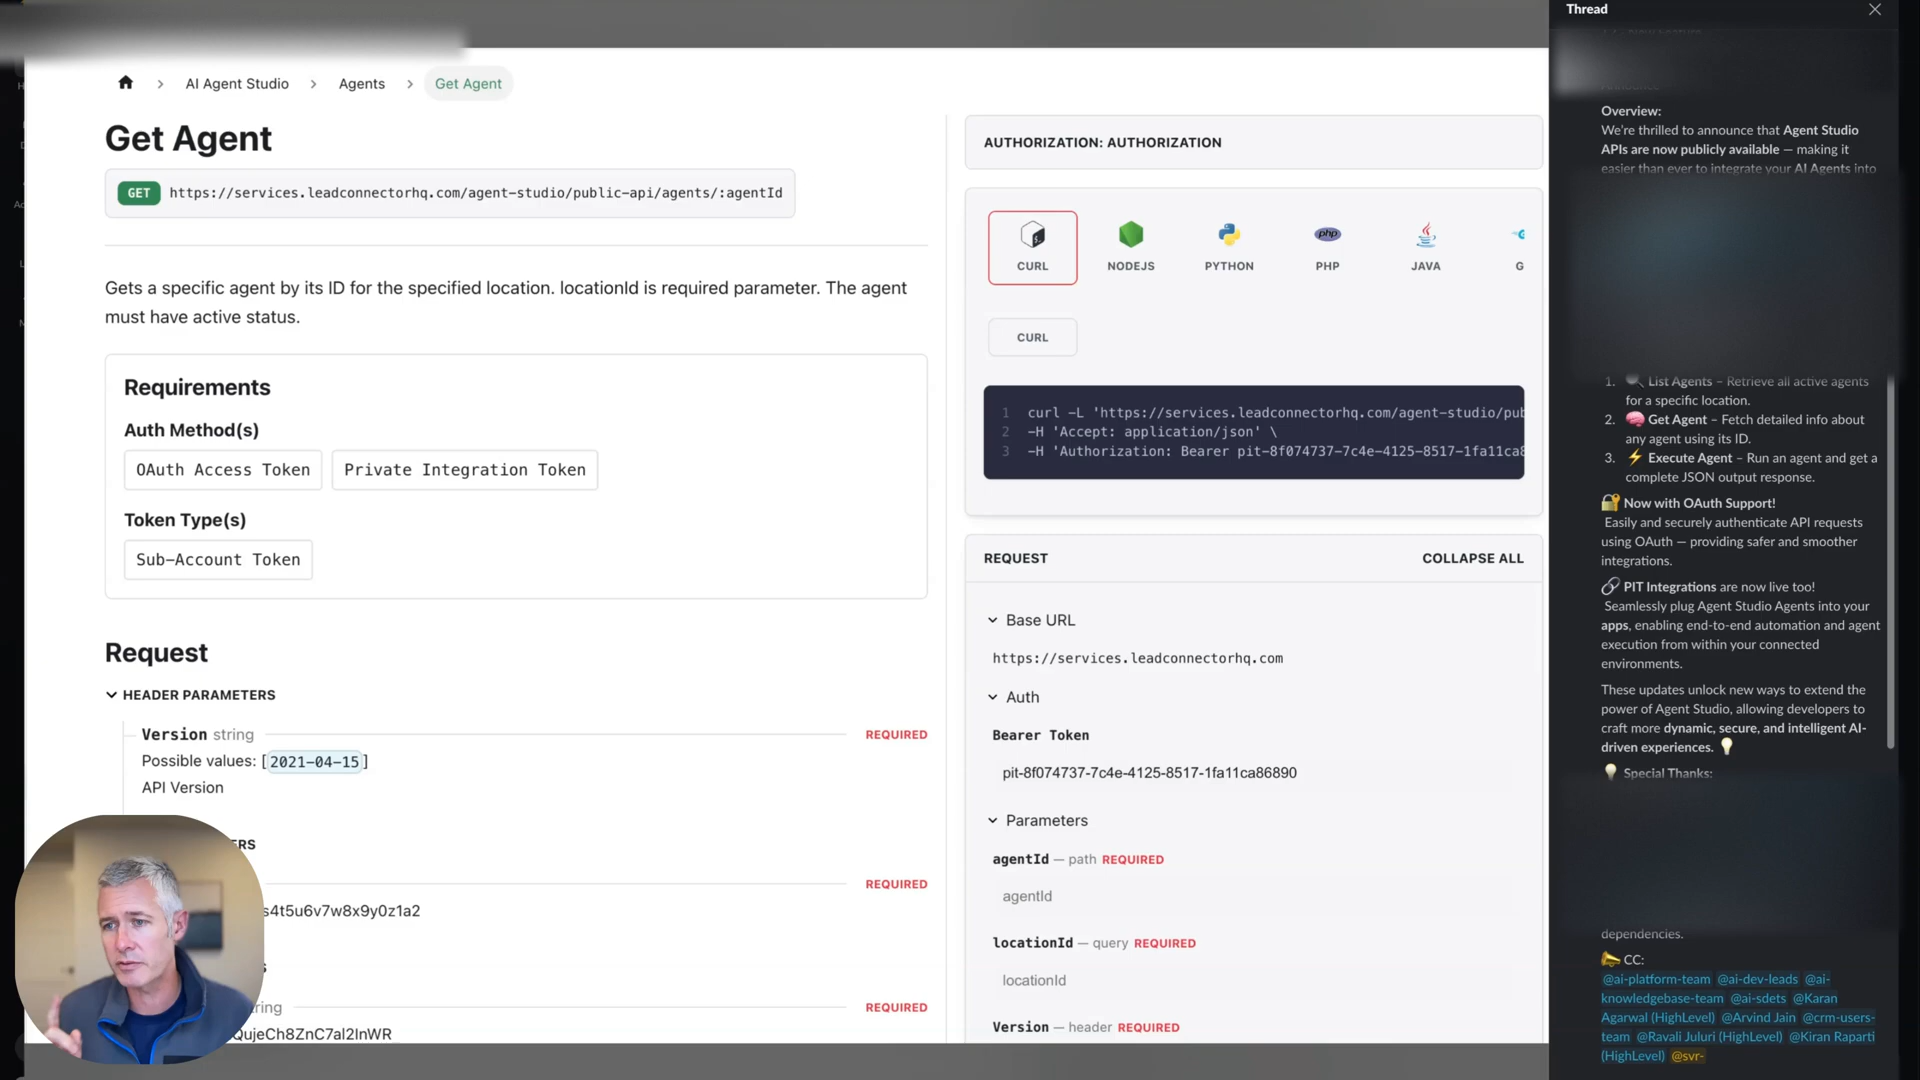 AI Agent Studio
Agents
Get Agent
Get Agent
GET https://services.leadconnectorhq.com/agent-studio/public-api/agents/:agentId
Gets a specific agent by its ID for the specified location. locationId is required parameter. The agent
must have active status.
Requirements
Auth Method(s)
OAuth Access Token
Private Integration Token
Token Type(s)
Sub-Account Token
Request
HEADER PARAMETERS
Version string
REQUIRED
Possible values: [2021-04-15]
API Version
ERS
REQUIRED
s4t5u6v7w8x9y0z1a2
REQUIRED
QujeCh8ZnC7al2InWR
AUTHORIZATION: AUTHORIZATION
CURL
NODEJS
PYTHON
PHP
JAVA
G
CURL
1 curl -L 'https://services.leadconnectorhq.com/agent-studio/pub
2 -H 'Accept: application/json' \
3 -H 'Authorization: Bearer pit-8f074737-7c4e-4125-8517-1fa11ca8
REQUEST
COLLAPSE ALL
Base URL
https://services.leadconnectorhq.com
Auth
Bearer Token
pit-8f074737-7c4e-4125-8517-1fa11ca86890
Parameters
agentId — path REQUIRED
agentId
locationId — query REQUIRED
locationId
Version — header REQUIRED
Thread
Overview:
We're thrilled to announce that Agent Studio
APIs are now publicly available — making it
easier than ever to integrate your AI Agents into
1. List Agents – Retrieve all active agents
for a specific location.
2. 🧠 Get Agent – Fetch detailed info about
any agent using its ID.
3. ⚡ Execute Agent – Run an agent and get a
complete JSON output response.
🔐 Now with OAuth Support!
Easily and securely authenticate API requests
using OAuth — providing safer and smoother
integrations.
🔗 PIT Integrations are now live too!
Seamlessly plug Agent Studio Agents into your
apps, enabling end-to-end automation and agent
execution from within your connected
environments.
These updates unlock new ways to extend the
power of Agent Studio, allowing developers to
craft more dynamic, secure, and intelligent AI-
driven experiences. 💡
💡 Special Thanks:
dependencies.
📣 CC:
@ai-platform-team @ai-dev-leads @ai-
knowledgebase-team @ai-sdets @Karan
Agarwal (HighLevel) @Arvind Jain @crm-users-
team @Ravali Juluri (HighLevel) @Kiran Raparti
(HighLevel) @svr-